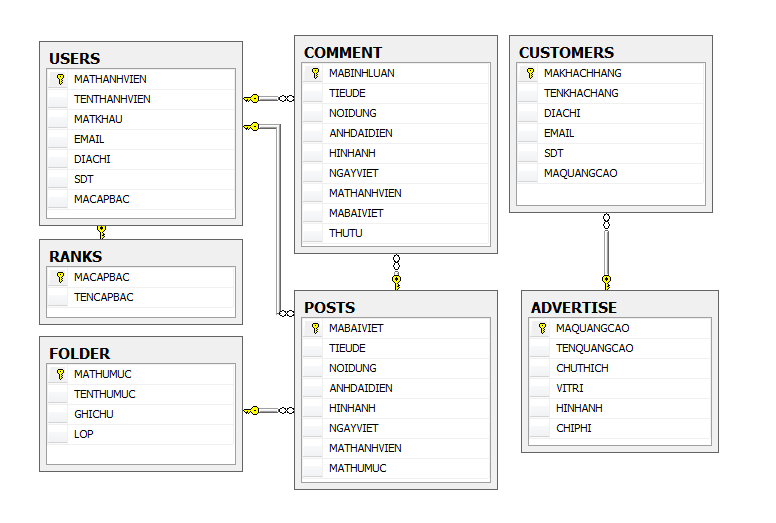 USERS
MATHANHVIEN
TENTHANHVIEN
MATKHAU
EMAIL
DIACHI
SDT
MACAPBAC
RANKS
MACAPBAC
TENCAPBAC
FOLDER
MATHUMUC
TENTHUMUC
GHICHU
LOP
COMMENT
MABINHLUAN
TIEUDE
NOIDUNG
ANHDAIDIEN
HINHANH
NGAYVIET
MATHANHVIEN
MABAIVIET
THUTU
POSTS
MABAIVIET
TIEUDE
NOIDUNG
ANHDAIDIEN
HINHANH
NGAYVIET
MATHANHVIEN
MATHUMUC
CUSTOMERS
MAKHACHHANG
TENKHACHANG
DIACHI
EMAIL
SDT
MAQUANGCAO
ADVERTISE
MAQUANGCAO
TENQUANGCAO
CHUTHICH
VITRI
HINHANH
CHIPHI